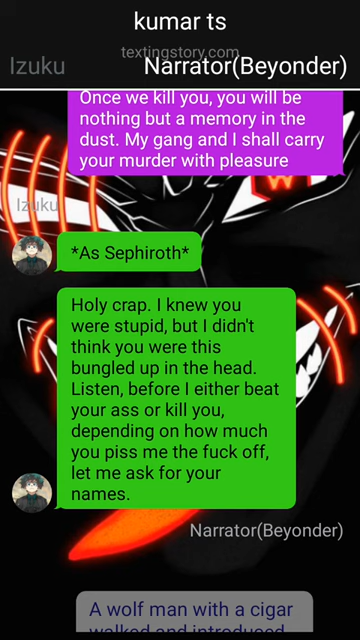 kumar ts
textingstory.com
Izuku
Narrator(Beyonder)
Once we kill you, you will be
nothing but a memory in the
dust. My gang and I shall carry
your murder with pleasure
Izuku
*As Sephiroth*
Holy crap. I knew you
were stupid, but I didn't
think you were this
bungled up in the head.
Listen, before I either beat
your ass or kill you,
depending on how much
you piss me the fuck off,
let me ask for your
names.
Narrator(Beyonder)
A wolf man with a cigar
walked and introduced